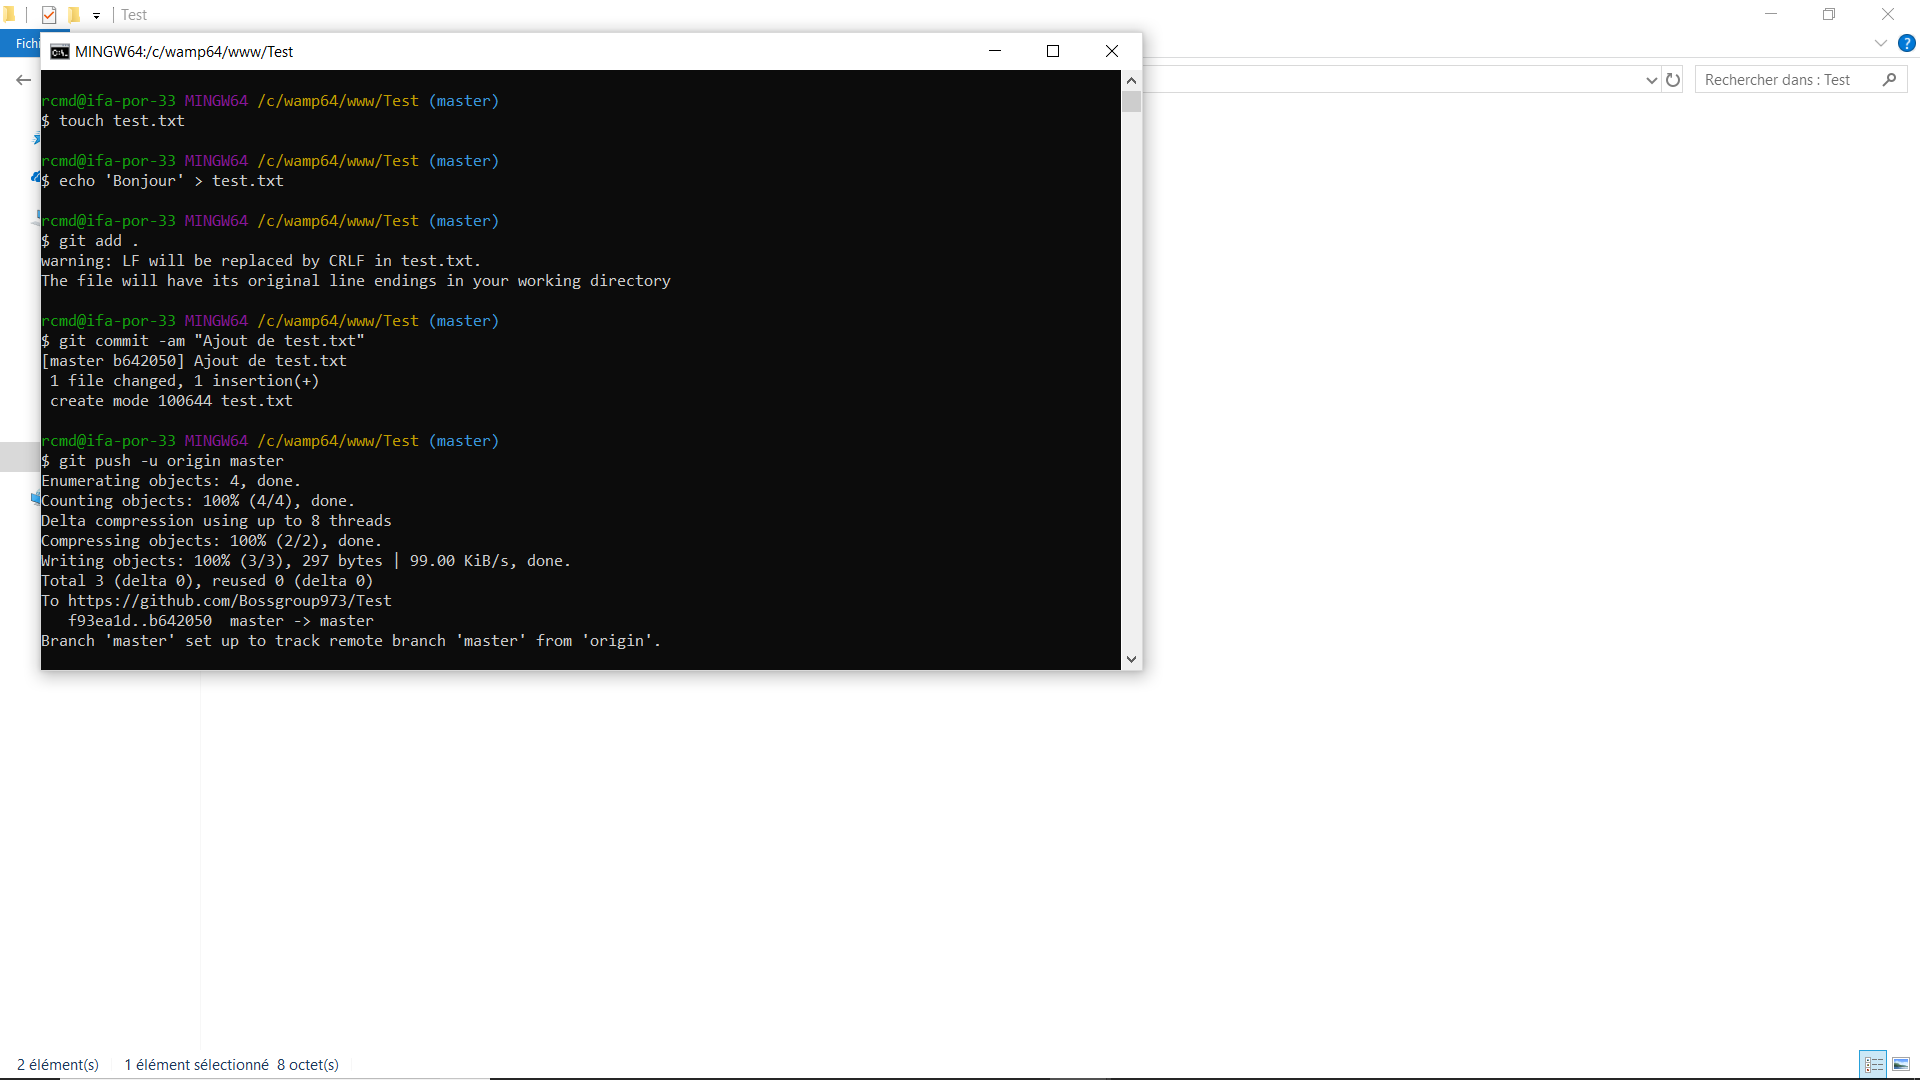 Test
Fichi
MINGW64:/c/wamp64/www/Test
?
Rechercher dans : Test
rcmd@ifa-por-33 MINGW64 /c/wamp64/www/Test (master)
$ touch test.txt
rcmd@ifa-por-33 MINGW64 /c/wamp64/www/Test (master)
$ echo 'Bonjour' > test.txt
rcmd@ifa-por-33 MINGW64 /c/wamp64/www/Test (master)
$ git add .
warning: LF will be replaced by CRLF in test.txt.
The file will have its original line endings in your working directory
rcmd@ifa-por-33 MINGW64 /c/wamp64/www/Test (master)
$ git commit -am "Ajout de test.txt"
[master b642050] Ajout de test.txt
 1 file changed, 1 insertion(+)
 create mode 100644 test.txt
rcmd@ifa-por-33 MINGW64 /c/wamp64/www/Test (master)
$ git push -u origin master
Enumerating objects: 4, done.
Counting objects: 100% (4/4), done.
Delta compression using up to 8 threads
Compressing objects: 100% (2/2), done.
Writing objects: 100% (3/3), 297 bytes | 99.00 KiB/s, done.
Total 3 (delta 0), reused 0 (delta 0)
To https://github.com/Bossgroup973/Test
   f93ea1d..b642050  master -> master
Branch 'master' set up to track remote branch 'master' from 'origin'.
2 élément(s) 1 élément sélectionné 8 octet(s)